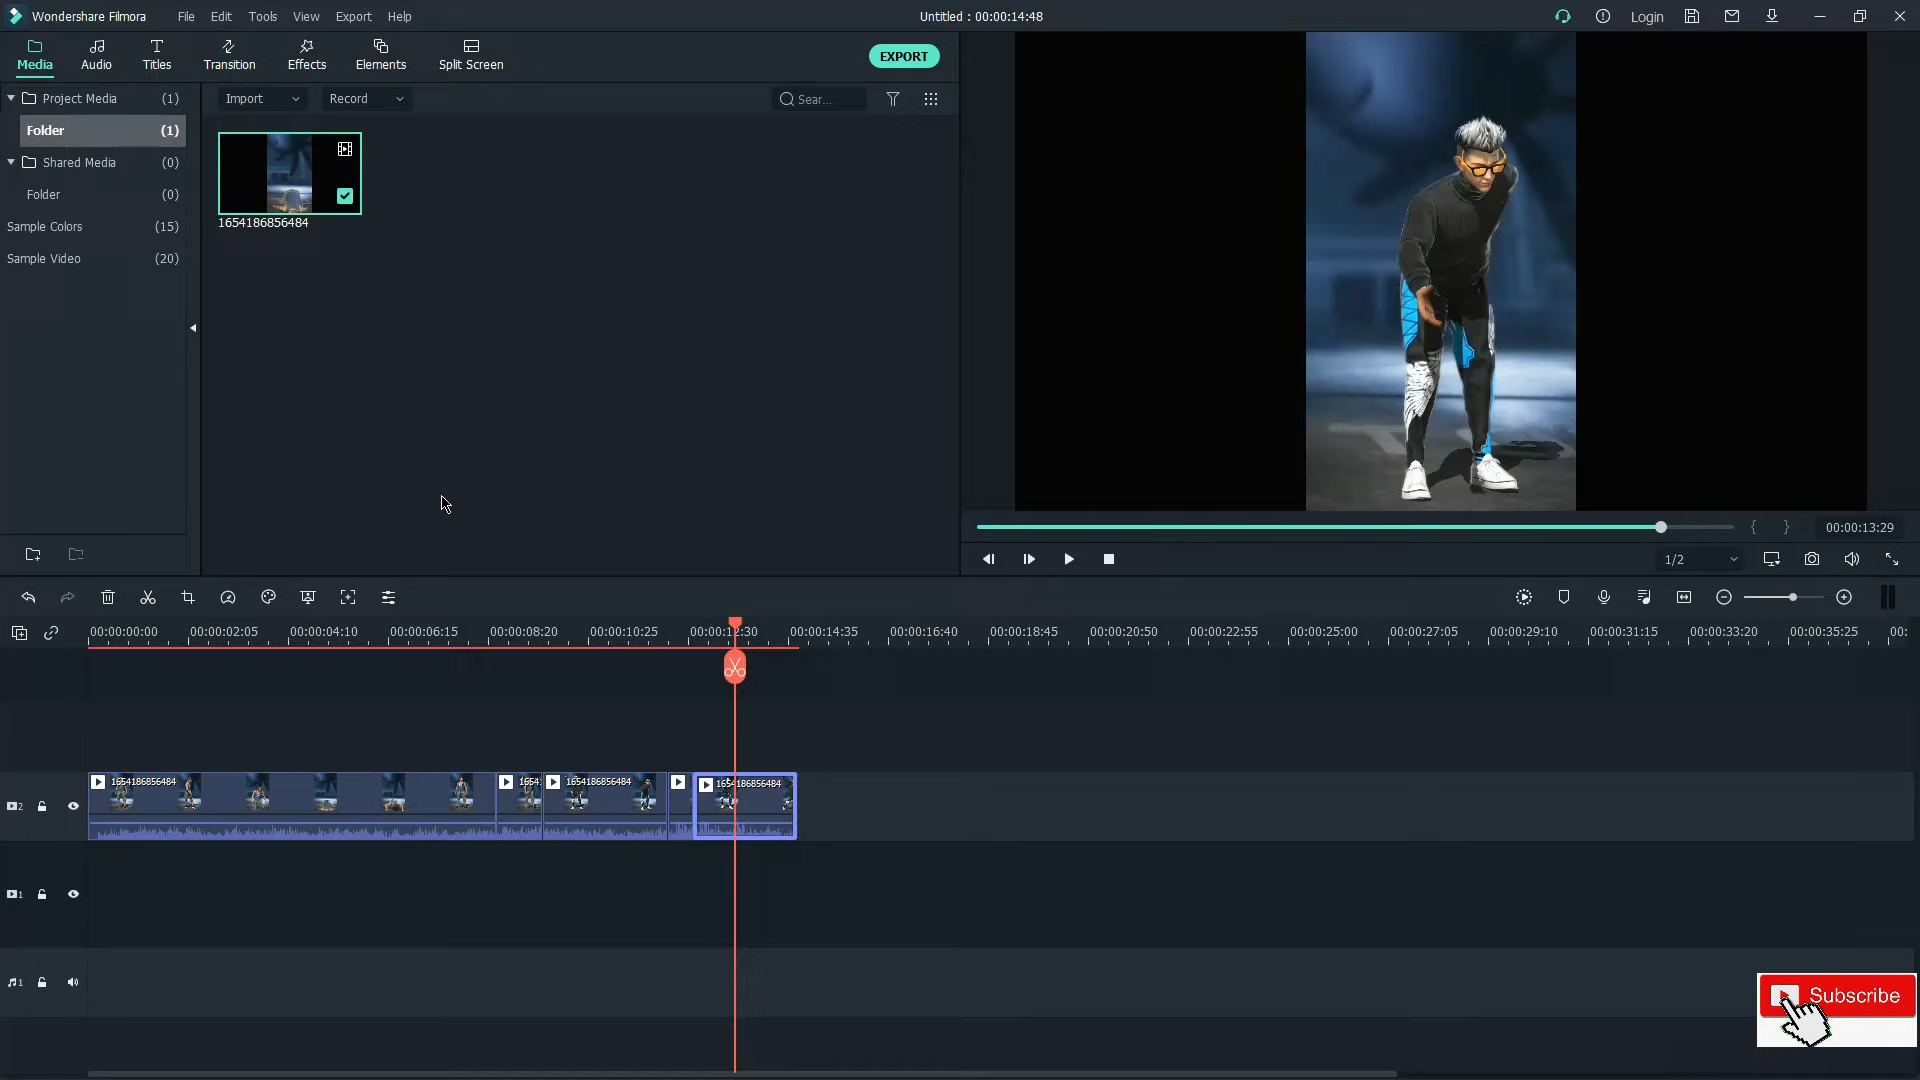 Wondershare Filmora File Edit Tools View Export Help Untitled : 00:00:14:48 Login
Media Audio Titles Transition Effects Elements Split Screen EXPORT
Project Media (1) Import Record Sear...
Folder (1)
Shared Media (0)
Folder (0)
1654186856484
Sample Colors (15)
Sample Video (20)
00:00:13:29
1/2
00:00:00:00 00:00:02:05 00:00:04:10 00:00:06:15 00:00:08:20 00:00:10:25 00:00:12:30 00:00:14:35 00:00:16:40 00:00:18:45 00:00:20:50 00:00:22:55 00:00:25:00 00:00:27:05 00:00:29:10 00:00:31:15 00:00:33:20 00:00:35:25 00:
1654186856484 1654 1654186856484 1654186856484
2
1
1
Subscribe